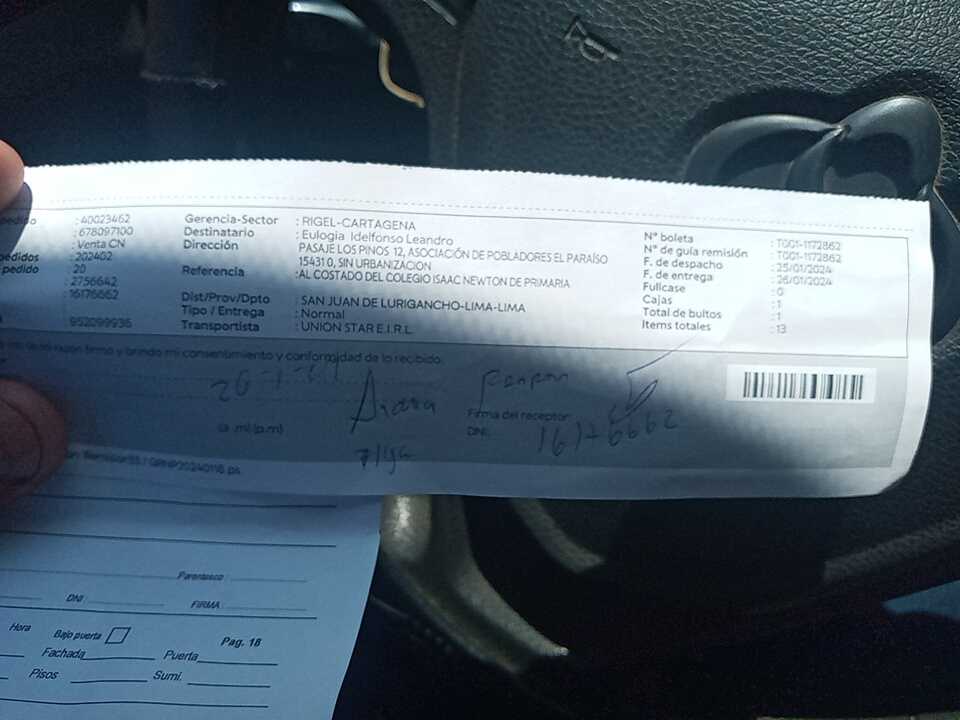 pedido : 40023462
: 678097100
: Venta CN
pedidos : 202402
pedido : 20
: 2756642
: 16176662
: 952099936
Gerencia-Sector : RIGEL-CARTAGENA
Destinatario : Eulogia Idelfonso Leandro
Dirección PASAJE LOS PINOS 12, ASOCIACIÓN DE POBLADORES EL PARAÍSO
15431 0, SIN URBANIZACION
Referencia : AL COSTADO DEL COLEGIO ISAAC NEWTON DE PRIMARIA
Dist/Prov/Dpto : SAN JUAN DE LURIGANCHO-LIMA-LIMA
Tipo / Entrega : Normal
Transportista : UNION STAR E.I.R.L.
N° boleta : T001-1172862
N° de guía remisión : T001-1172862
F. de despacho : 25/01/2024
F. de entrega : 26/01/2024
Fullcase : 0
Cajas : 1
Total de bultos : 1
Items totales : 13
razón firmo y brindo mi consentimiento y conformidad de lo recibido:
(a .m) (p.m)
Firma del receptor:
DNI: 16176662
Parentesco
DNI FIRMA
Hora Bajo puerta Pag. 18
Fachada Puerta
Pisos Sumi.